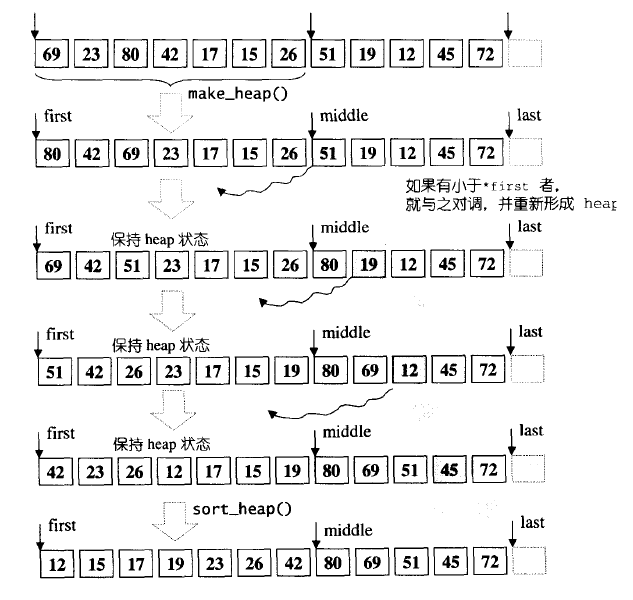 69 23 80 42 17 15 26 51 19 12 45 72
make_heap()
first middle last
80 42 69 23 17 15 26 51 19 12 45 72
如果有小于*first 者，
就与之对调，并重新形成 heap
first 保持 heap 状态 middle last
69 42 51 23 17 15 26 80 19 12 45 72
first 保持 heap 状态 middle last
51 42 26 23 17 15 19 80 69 12 45 72
first 保持 heap 状态 middle last
42 23 26 12 17 15 19 80 69 51 45 72
sort_heap()
first middle last
12 15 17 19 23 26 42 80 69 51 45 72